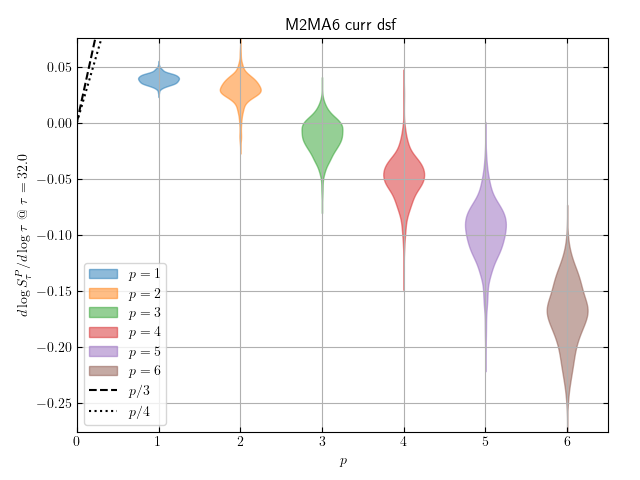 M2MA6 curr dsf
d log S_τ^P / d log τ @ τ = 32.0
0.05
0.00
−0.05
−0.10
−0.15
−0.20
−0.25
p = 1
p = 2
p = 3
p = 4
p = 5
p = 6
p/3
p/4
0 1 2 3 4 5 6
p